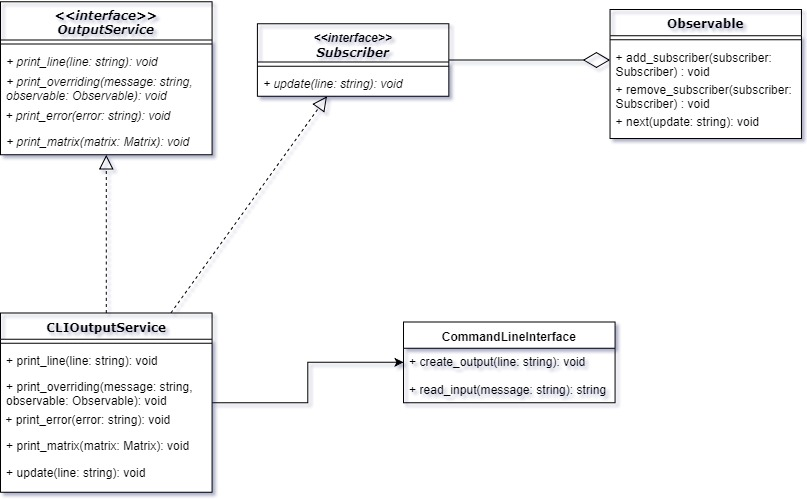 <<interface>>
OutputService
+ print_line(line: string): void
+ print_overriding(message: string,
observable: Observable): void
+ print_error(error: string): void
+ print_matrix(matrix: Matrix): void
<<interface>>
Subscriber
+ update(line: string): void
Observable
+ add_subscriber(subscriber:
Subscriber) : void
+ remove_subscriber(subscriber:
Subscriber) : void
+ next(update: string): void
CLIOutputService
+ print_line(line: string): void
+ print_overriding(message: string,
observable: Observable): void
+ print_error(error: string): void
+ print_matrix(matrix: Matrix): void
+ update(line: string): void
CommandLineInterface
+ create_output(line: string): void
+ read_input(message: string): string